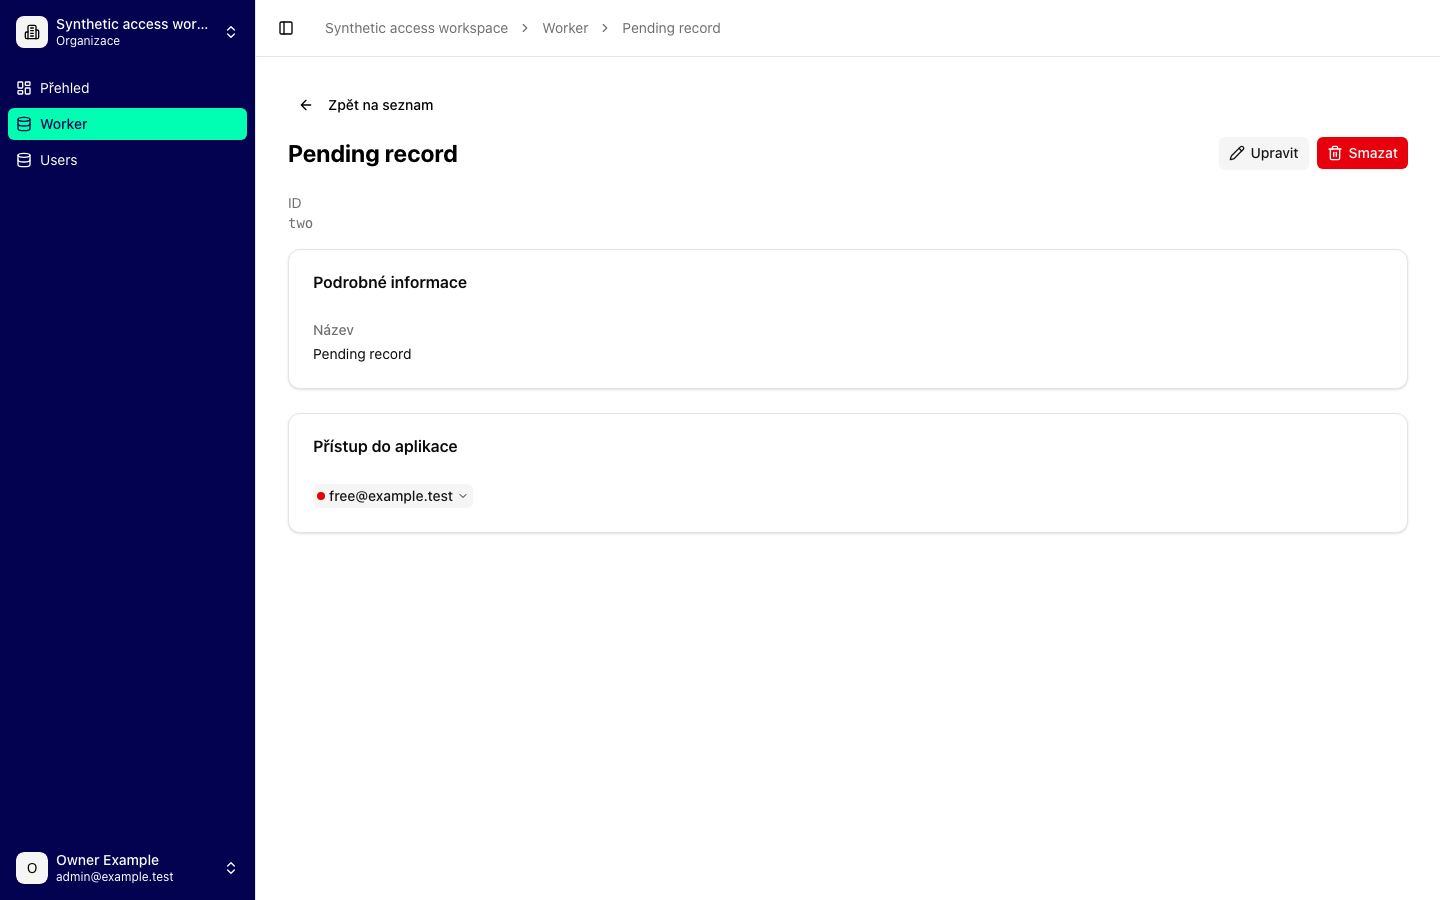 Synthetic access wor...
Organizace
Přehled
Worker
Users
Owner Example
admin@example.test
O
Synthetic access workspace
Worker
Pending record
Zpět na seznam
Pending record
Upravit
Smazat
ID
two
Podrobné informace
Název
Pending record
Přístup do aplikace
free@example.test